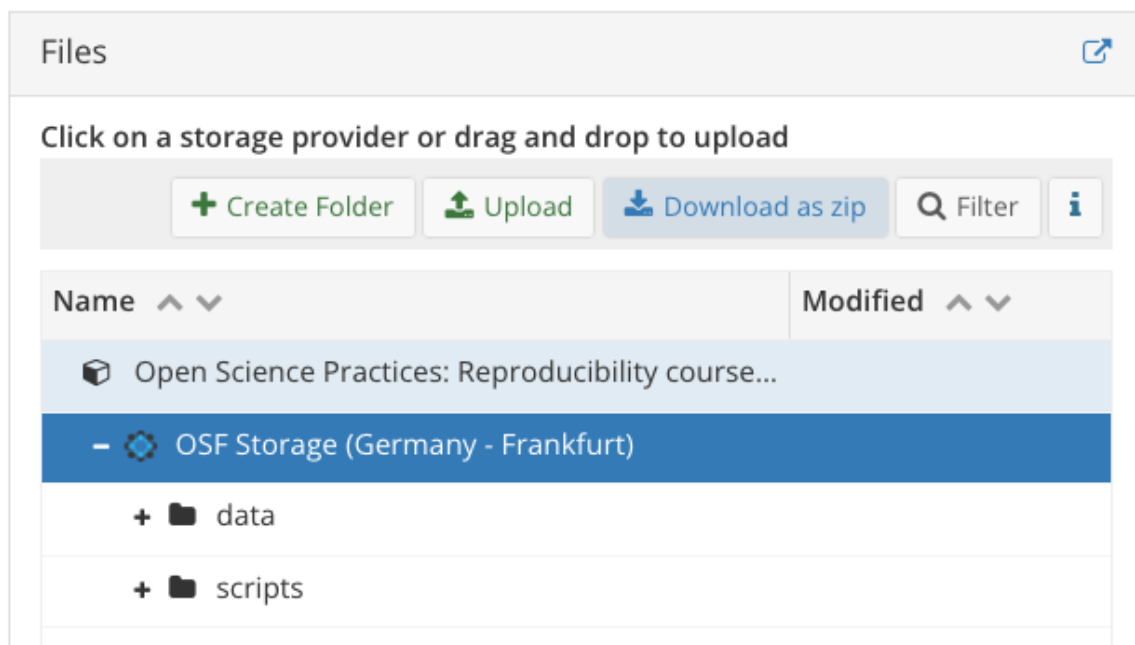 Files
Click on a storage provider or drag and drop to upload
Create Folder Upload Download as zip Filter i
Name Modified
Open Science Practices: Reproducibility course...
OSF Storage (Germany - Frankfurt)
data
scripts